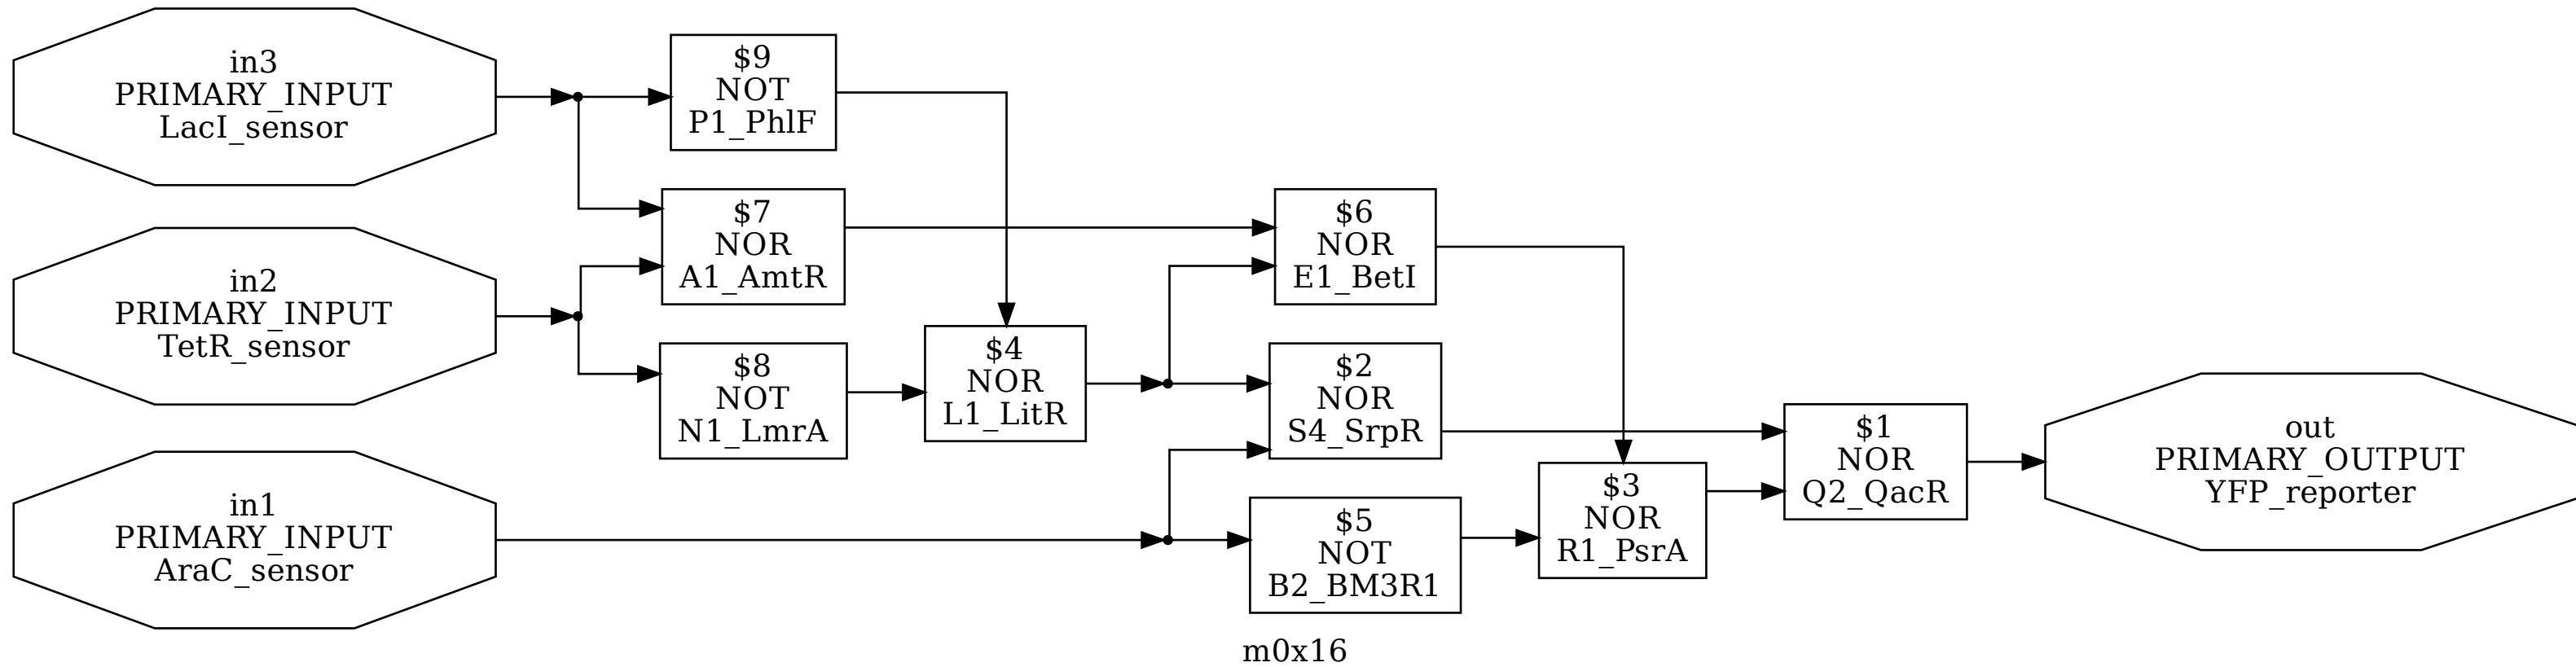 in3
PRIMARY_INPUT
LacI_sensor
$9
NOT
P1_PhlF
$7
NOR
A1_AmtR
$6
NOR
E1_BetI
in2
PRIMARY_INPUT
TetR_sensor
$8
NOT
N1_LmrA
$4
NOR
L1_LitR
$2
NOR
S4_SrpR
$1
NOR
Q2_QacR
out
PRIMARY_OUTPUT
YFP_reporter
in1
PRIMARY_INPUT
AraC_sensor
$5
NOT
B2_BM3R1
$3
NOR
R1_PsrA
m0x16